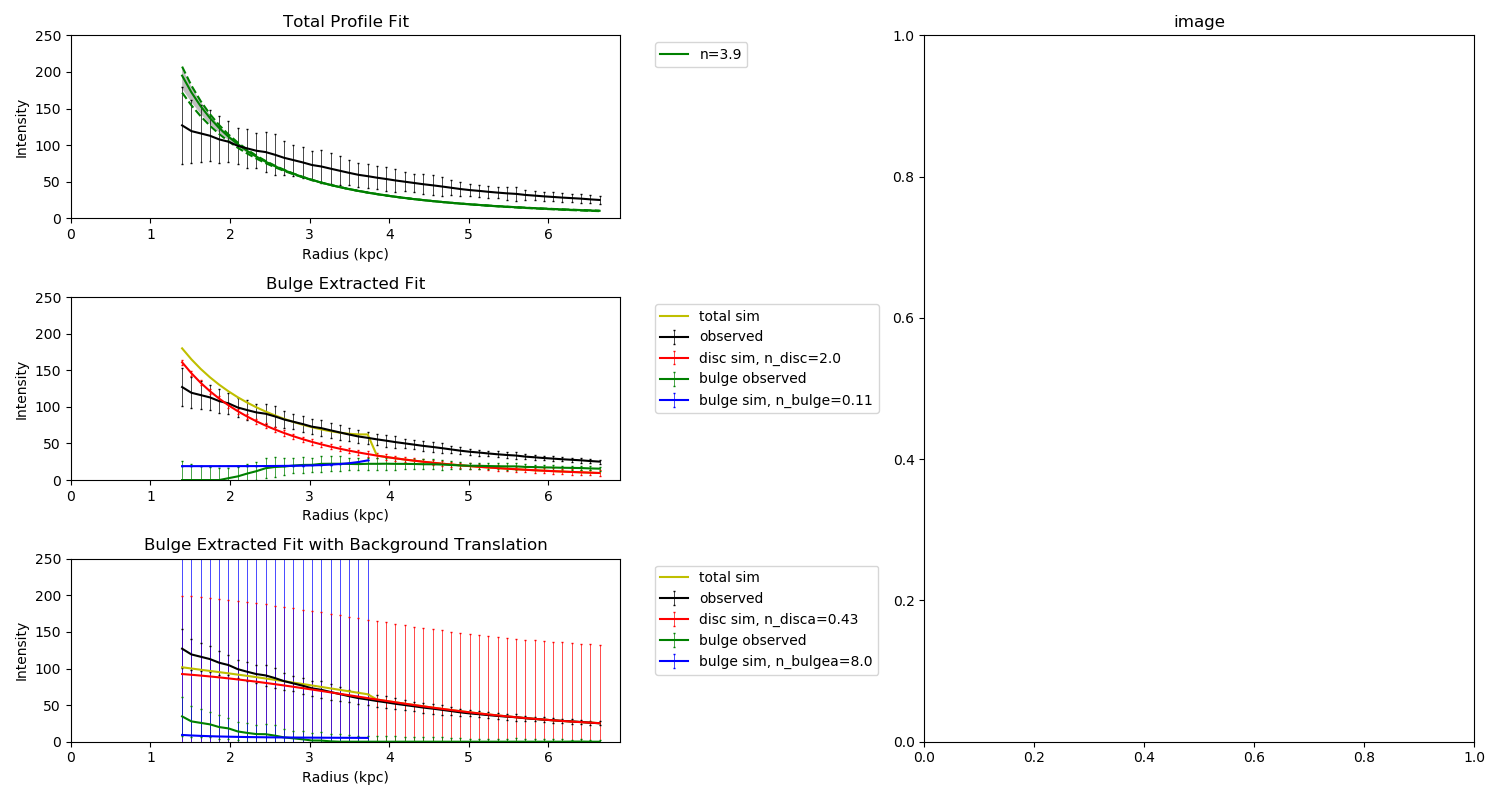 Total Profile Fit
250
200
150
100
50
0
Intensity
0 1 2 3 4 5 6
Radius (kpc)
n=3.9
Bulge Extracted Fit
250
200
150
100
50
0
Intensity
0 1 2 3 4 5 6
Radius (kpc)
total sim
observed
disc sim, n_disc=2.0
bulge observed
bulge sim, n_bulge=0.11
Bulge Extracted Fit with Background Translation
250
200
150
100
50
0
Intensity
0 1 2 3 4 5 6
Radius (kpc)
total sim
observed
disc sim, n_disca=0.43
bulge observed
bulge sim, n_bulgea=8.0
image
1.0
0.8
0.6
0.4
0.2
0.0
0.0 0.2 0.4 0.6 0.8 1.0